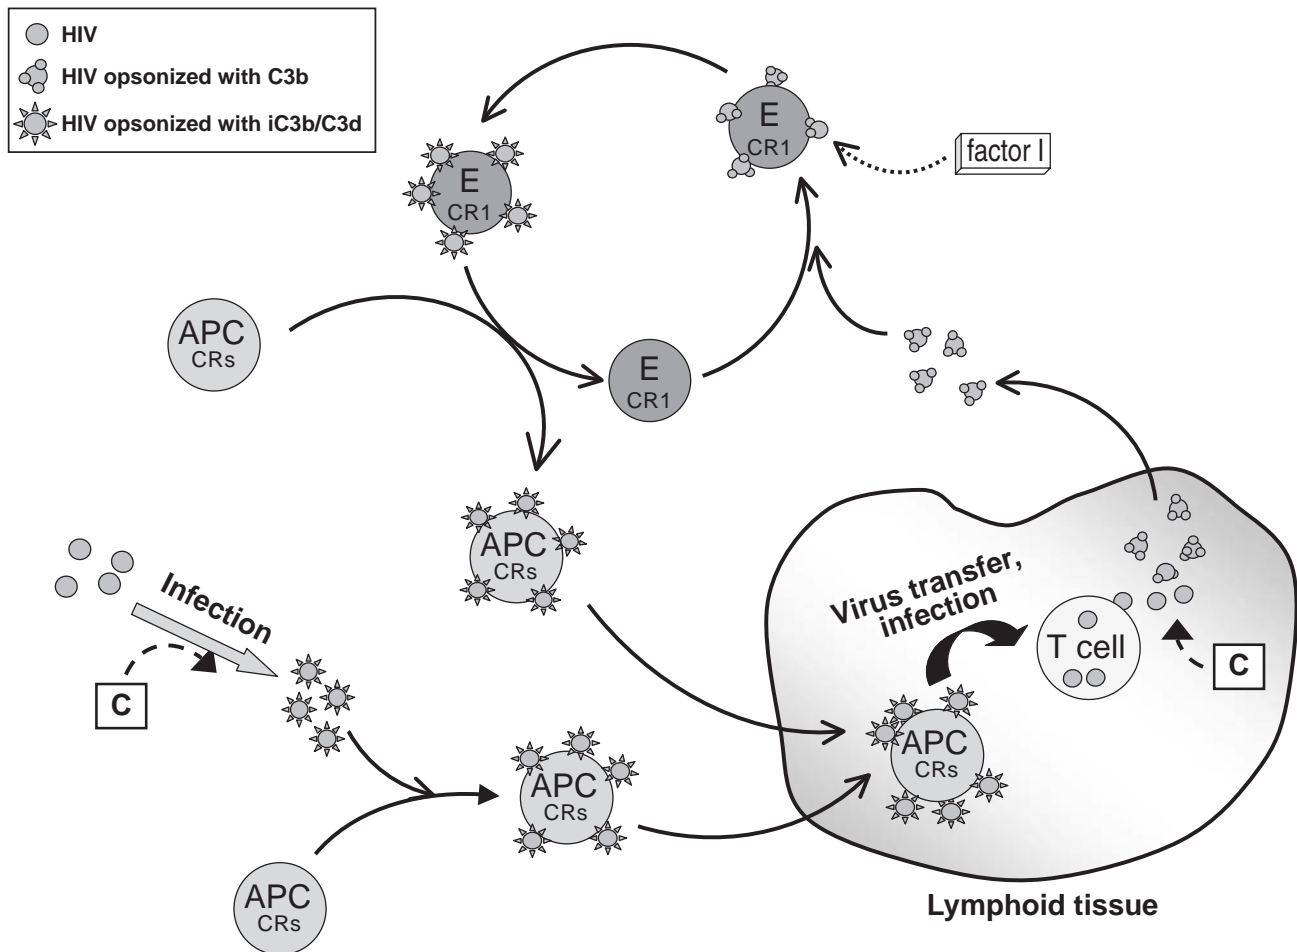 HIV
HIV opsonized with C3b
HIV opsonized with iC3b/C3d
E
CR1
factor I
E
CR1
APC
CRs
E
CR1
APC
CRs
Infection
C
Virus transfer,
infection
T cell
C
APC
CRs
APC
CRs
APC
CRs
Lymphoid tissue